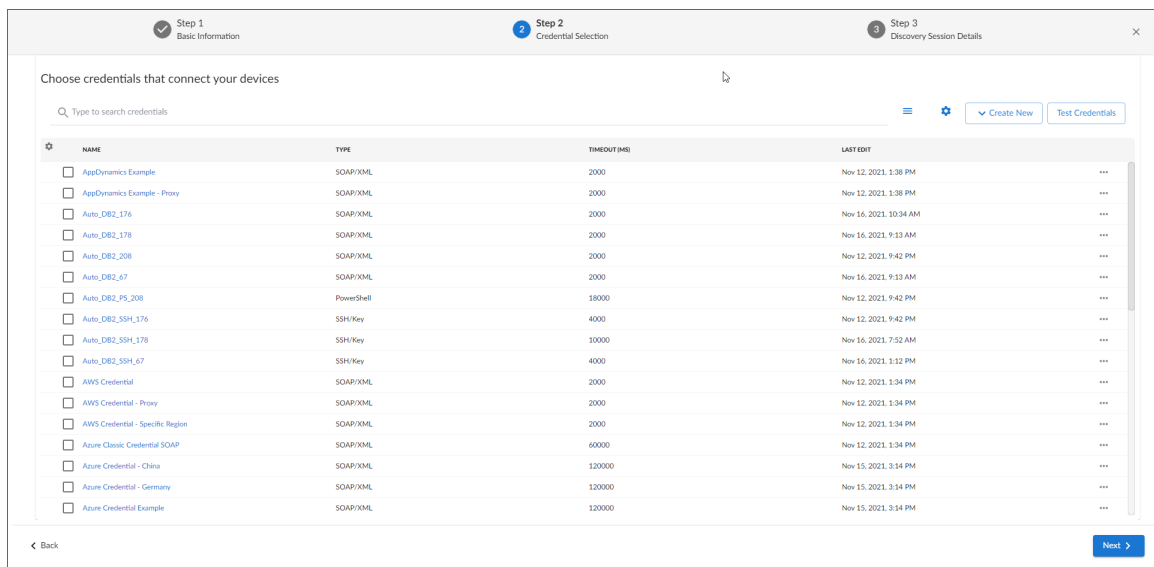 Step 1
Basic Information
2
Step 2
Credential Selection
3
Step 3
Discovery Session Details
Choose credentials that connect your devices
Type to search credentials
Create New
Test Credentials
NAME TYPE TIMEOUT (MS) LAST EDIT
AppDynamics Example SOAP/XML 2000 Nov 12, 2021, 1:38 PM
AppDynamics Example - Proxy SOAP/XML 2000 Nov 12, 2021, 1:38 PM
Auto_DB2_176 SOAP/XML 2000 Nov 16, 2021, 10:34 AM
Auto_DB2_178 SOAP/XML 2000 Nov 16, 2021, 9:13 AM
Auto_DB2_208 SOAP/XML 2000 Nov 12, 2021, 9:42 PM
Auto_DB2_67 SOAP/XML 2000 Nov 16, 2021, 9:13 AM
Auto_DB2_PS_208 PowerShell 18000 Nov 12, 2021, 9:42 PM
Auto_DB2_SSH_176 SSH/Key 4000 Nov 12, 2021, 9:42 PM
Auto_DB2_SSH_178 SSH/Key 10000 Nov 16, 2021, 7:52 AM
Auto_DB2_SSH_67 SSH/Key 4000 Nov 16, 2021, 1:12 PM
AWS Credential SOAP/XML 2000 Nov 12, 2021, 1:34 PM
AWS Credential - Proxy SOAP/XML 2000 Nov 12, 2021, 1:34 PM
AWS Credential - Specific Region SOAP/XML 2000 Nov 12, 2021, 1:34 PM
Azure Classic Credential SOAP SOAP/XML 60000 Nov 12, 2021, 1:34 PM
Azure Credential - China SOAP/XML 120000 Nov 15, 2021, 3:14 PM
Azure Credential - Germany SOAP/XML 120000 Nov 15, 2021, 3:14 PM
Azure Credential Example SOAP/XML 120000 Nov 15, 2021, 3:14 PM
Back
Next